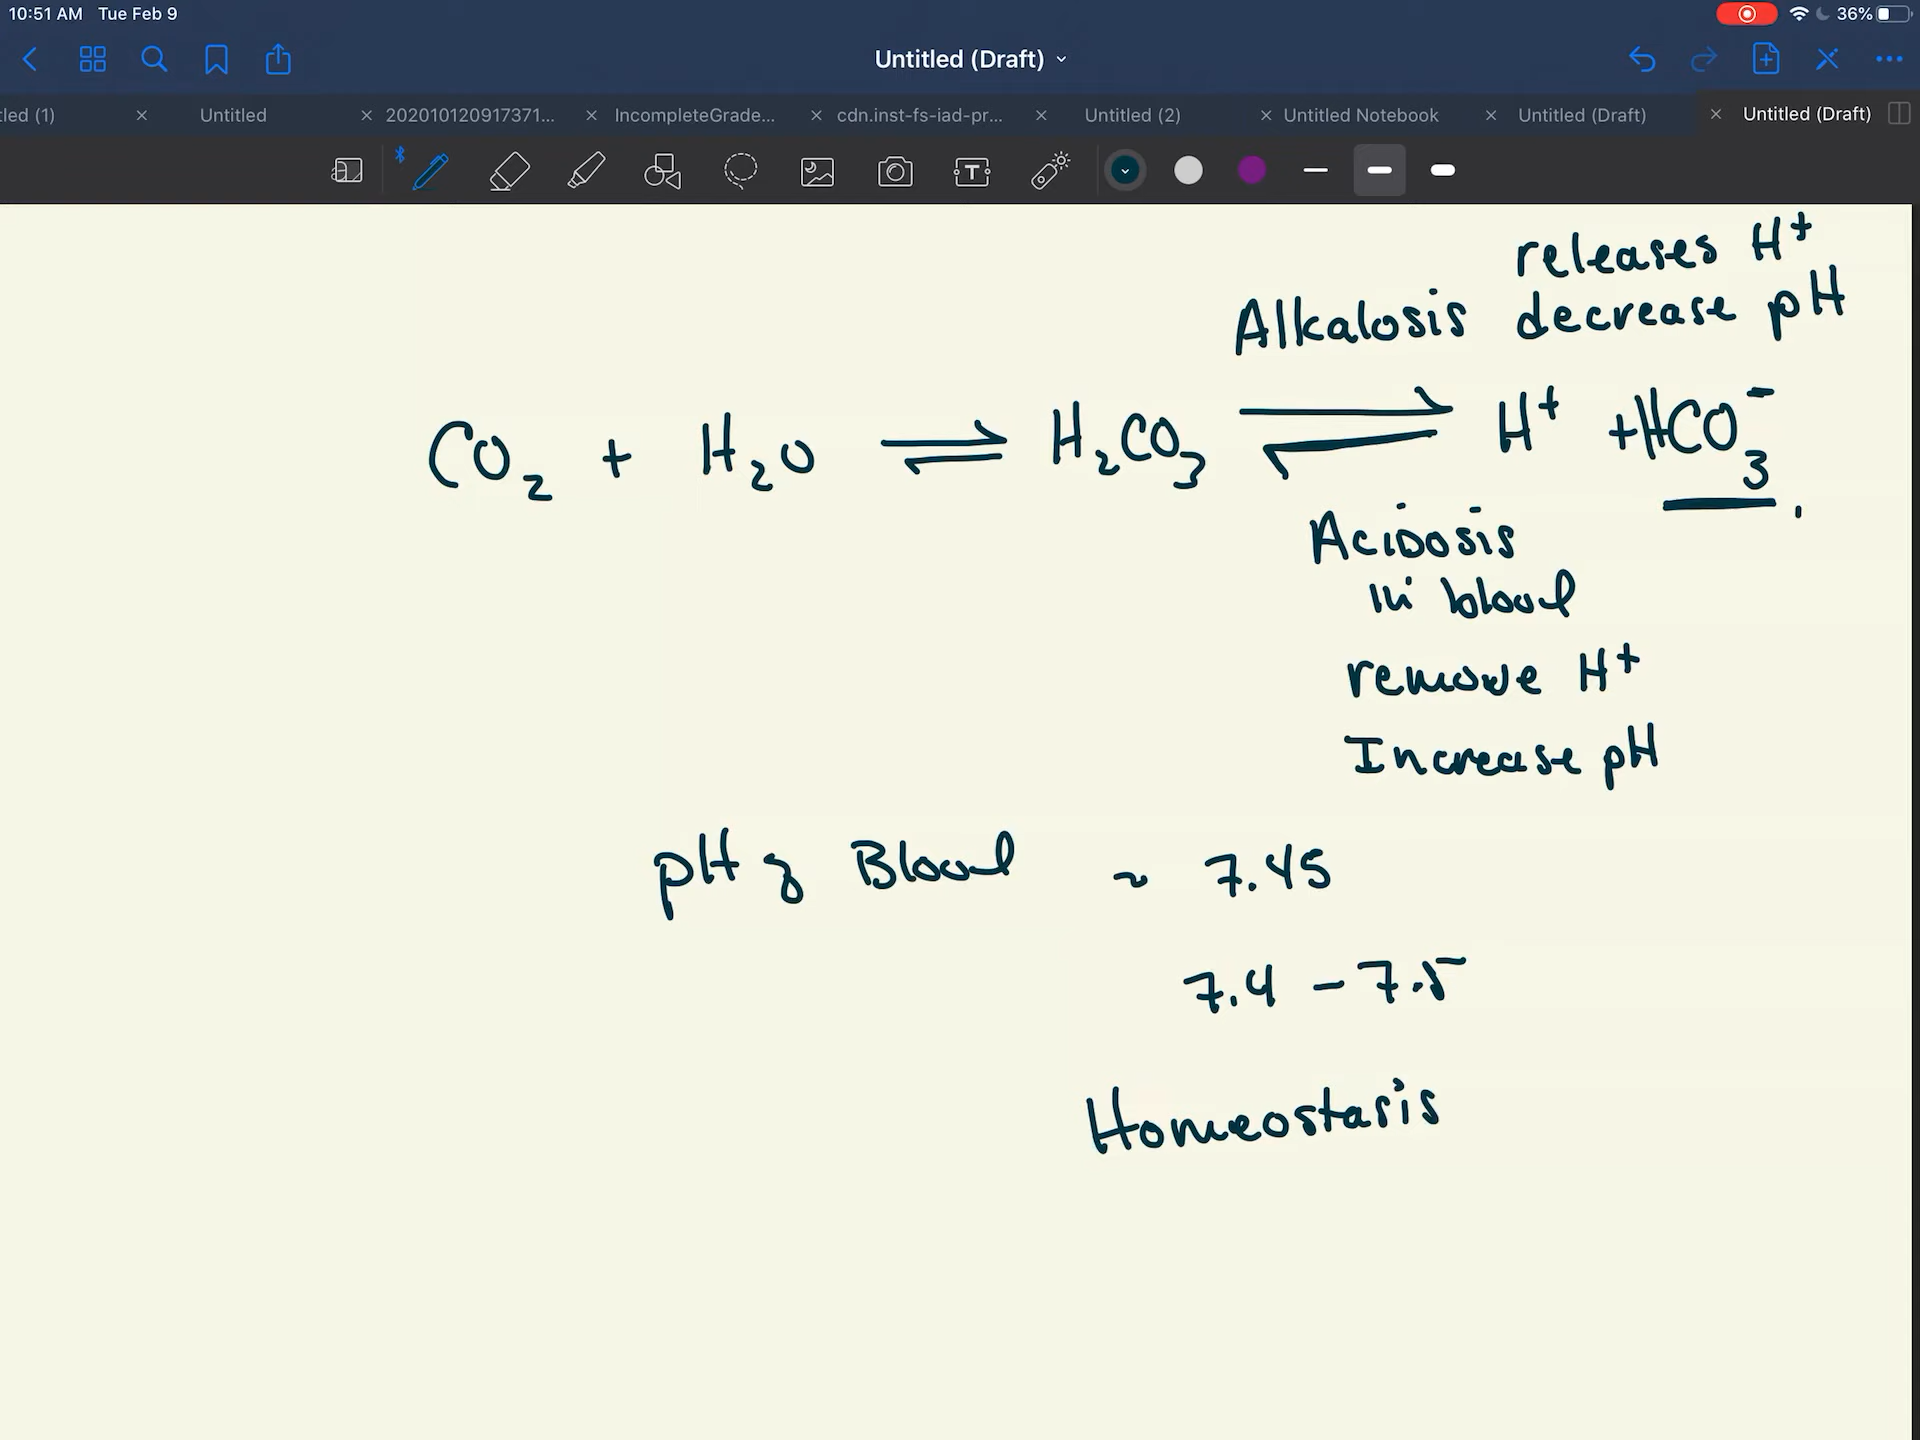 10:51 AM Tue Feb 9
36%
Untitled (Draft)
tled (1)
Untitled
202010120917371...
IncompleteGrade...
cdn.inst-fs-iad-pr...
Untitled (2)
Untitled Notebook
Untitled (Draft)
Untitled (Draft)
releases H⁺
Alkalosis decrease pH
CO₂ + H₂O ⇌ H₂CO₃ ⇌ H⁺ + HCO₃⁻
Acidosis
in blood
remove H⁺
Increase pH
pH of Blood ~ 7.45
7.4 – 7.5
Homeostasis